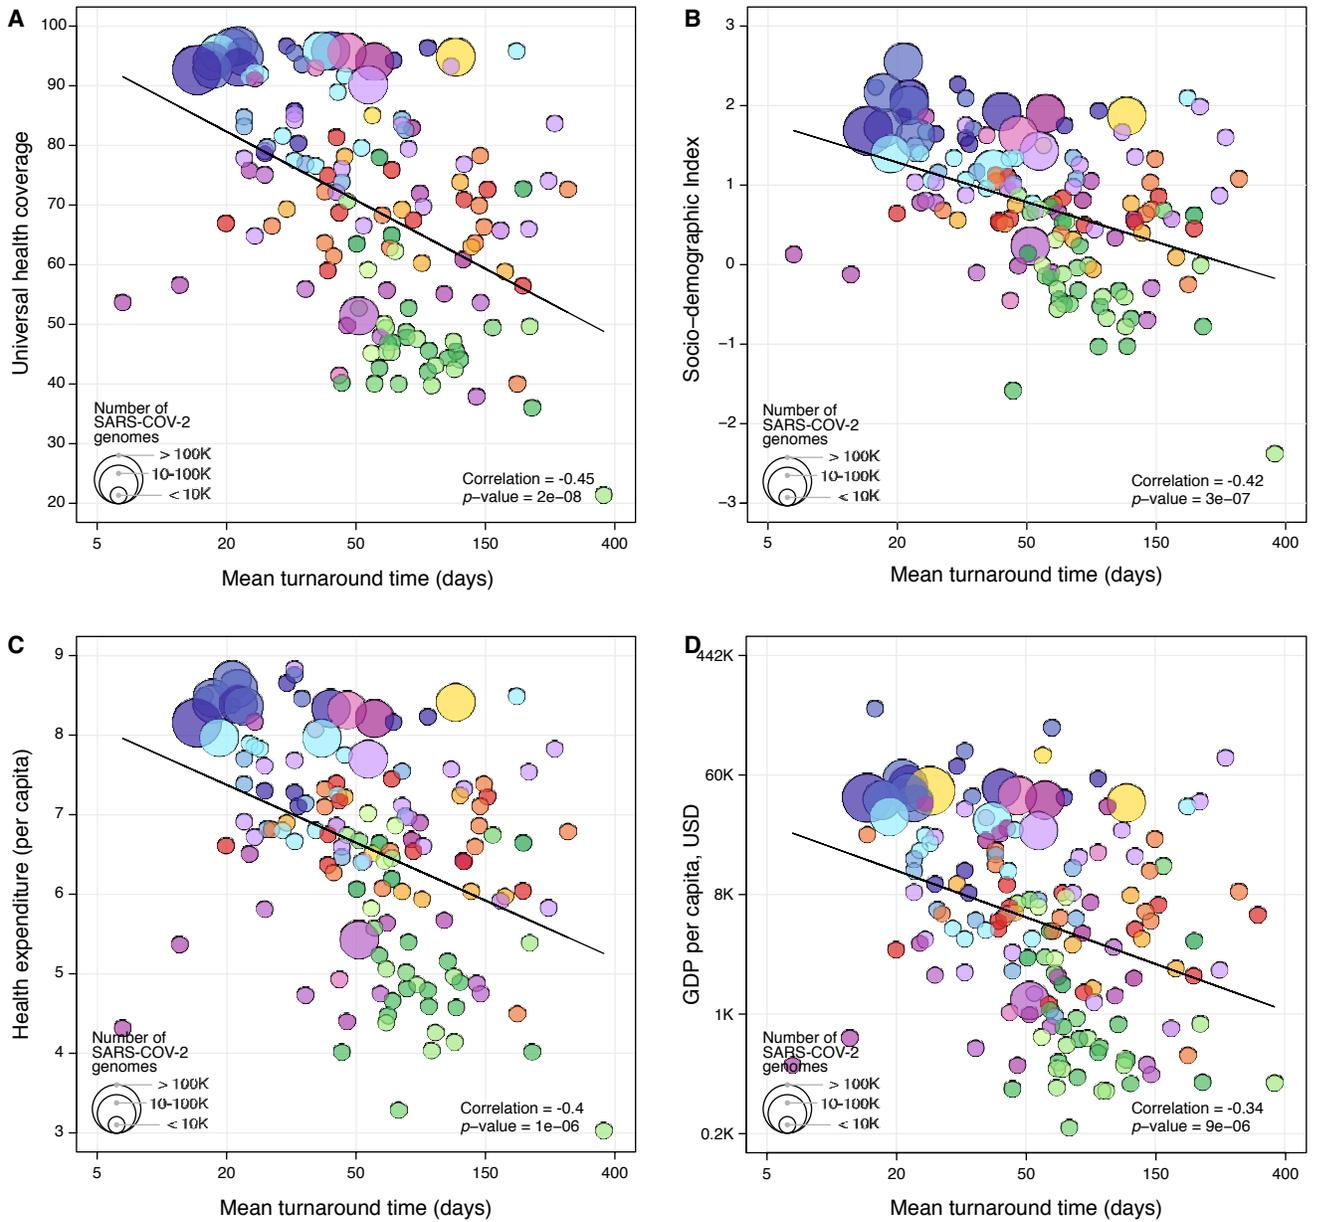 A
100
90
80
70
60
50
40
30
20
Universal health coverage
Number of
SARS-COV-2
genomes
> 100K
10-100K
< 10K
Correlation = -0.45
p-value = 2e-08
5 20 50 150 400
Mean turnaround time (days)
B
3
2
1
0
−1
−2
−3
Socio−demographic Index
Number of
SARS-COV-2
genomes
> 100K
10-100K
< 10K
Correlation = -0.42
p-value = 3e-07
5 20 50 150 400
Mean turnaround time (days)
C
9
8
7
6
5
4
3
Health expenditure (per capita)
Number of
SARS-COV-2
genomes
> 100K
10-100K
< 10K
Correlation = -0.4
p-value = 1e-06
5 20 50 150 400
Mean turnaround time (days)
D
442K
60K
8K
1K
0.2K
GDP per capita, USD
Number of
SARS-COV-2
genomes
> 100K
10-100K
< 10K
Correlation = -0.34
p-value = 9e-06
5 20 50 150 400
Mean turnaround time (days)